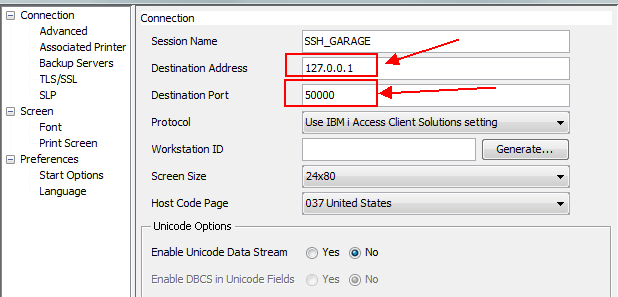 Connection
Advanced
Associated Printer
Backup Servers
TLS/SSL
SLP
Screen
Font
Print Screen
Preferences
Start Options
Language
Connection
Session Name SSH_GARAGE
Destination Address 127.0.0.1
Destination Port 50000
Protocol Use IBM i Access Client Solutions setting
Workstation ID Generate...
Screen Size 24x80
Host Code Page 037 United States
Unicode Options
Enable Unicode Data Stream Yes No
Enable DBCS in Unicode Fields Yes No